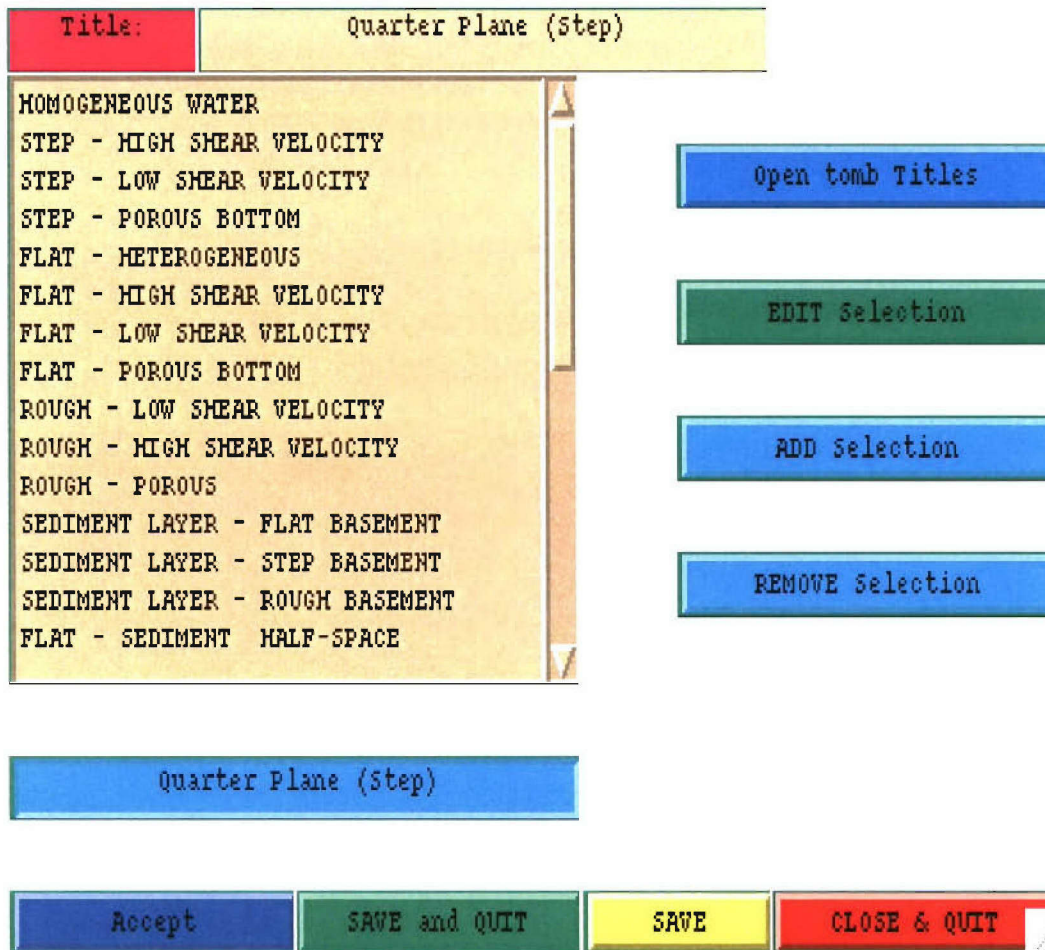 Title:
Quarter Plane (Step)
HOMOGENEOUS WATER
STEP - HIGH SHEAR VELOCITY
STEP - LOW SHEAR VELOCITY
STEP - POROUS BOTTOM
FLAT - HETEROGENEOUS
FLAT - HIGH SHEAR VELOCITY
FLAT - LOW SHEAR VELOCITY
FLAT - POROUS BOTTOM
ROUGH - LOW SHEAR VELOCITY
ROUGH - HIGH SHEAR VELOCITY
ROUGH - POROUS
SEDIMENT LAYER - FLAT BASEMENT
SEDIMENT LAYER - STEP BASEMENT
SEDIMENT LAYER - ROUGH BASEMENT
FLAT - SEDIMENT  HALF-SPACE
Open tomb Titles
EDIT Selection
ADD Selection
REMOVE Selection
Quarter Plane (Step)
Accept
SAVE and QUIT
SAVE
CLOSE & QUIT